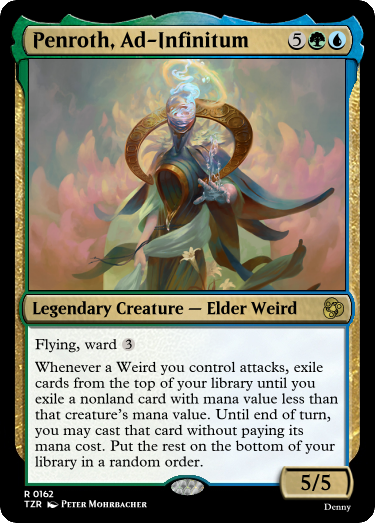 Penroth, Ad-Infinitum 5
Legendary Creature — Elder Weird
Flying, ward 3
Whenever a Weird you control attacks, exile
cards from the top of your library until you
exile a nonland card with mana value less than
that creature's mana value. Until end of turn,
you may cast that card without paying its
mana cost. Put the rest on the bottom of your
library in a random order.
5/5
R 0162
TZR Peter Mohrbacher
Denny